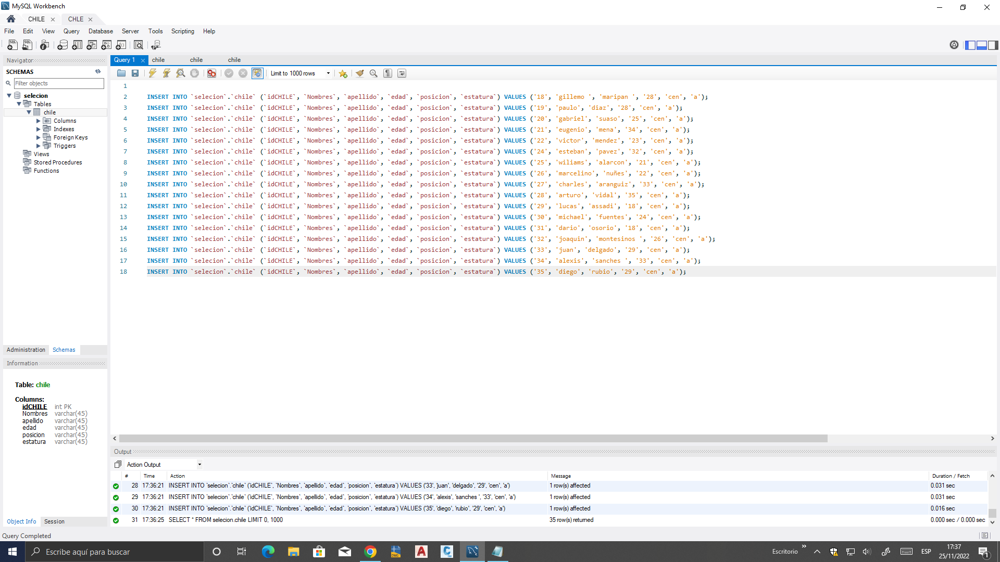 MySQL Workbench
CHILE
CHLE
File Edit View Query Database Server Tools Scripting Help
Navigator
SCHEMAS
Filter objects
selecion
Tables
chile
Columns
Indexes
Foreign Keys
Triggers
Views
Stored Procedures
Functions
Administration Schemas
Information
Table: chile
Columns:
idCHILE int PK
Nombres varchar(45)
apellido varchar(45)
edad varchar(45)
posicion varchar(45)
estatura varchar(45)
Object Info Session
Query Completed
Query 1 chile chile chile
Limit to 1000 rows
1
2 INSERT INTO `selecion`.`chile` (`idCHILE`, `Nombres`, `apellido`, `edad`, `posicion`, `estatura`) VALUES ('18', 'gillemo ', 'maripan ', '28', 'cen', 'a');
3 INSERT INTO `selecion`.`chile` (`idCHILE`, `Nombres`, `apellido`, `edad`, `posicion`, `estatura`) VALUES ('19', 'paulo', 'diaz', '28', 'cen', 'a');
4 INSERT INTO `selecion`.`chile` (`idCHILE`, `Nombres`, `apellido`, `edad`, `posicion`, `estatura`) VALUES ('20', 'gabriel', 'suaso', '25', 'cen', 'a');
5 INSERT INTO `selecion`.`chile` (`idCHILE`, `Nombres`, `apellido`, `edad`, `posicion`, `estatura`) VALUES ('21', 'eugenio', 'mena', '34', 'cen', 'a');
6 INSERT INTO `selecion`.`chile` (`idCHILE`, `Nombres`, `apellido`, `edad`, `posicion`, `estatura`) VALUES ('22', 'victor', 'mendez', '23', 'cen', 'a');
7 INSERT INTO `selecion`.`chile` (`idCHILE`, `Nombres`, `apellido`, `edad`, `posicion`, `estatura`) VALUES ('24', 'esteban', 'pavez', '32', 'cen', 'a');
8 INSERT INTO `selecion`.`chile` (`idCHILE`, `Nombres`, `apellido`, `edad`, `posicion`, `estatura`) VALUES ('25', 'wiliams', 'alarcon', '21', 'cen', 'a');
9 INSERT INTO `selecion`.`chile` (`idCHILE`, `Nombres`, `apellido`, `edad`, `posicion`, `estatura`) VALUES ('26', 'marcelino', 'nuñes', '22', 'cen', 'a');
10 INSERT INTO `selecion`.`chile` (`idCHILE`, `Nombres`, `apellido`, `edad`, `posicion`, `estatura`) VALUES ('27', 'charles', 'aranguiz', '33', 'cen', 'a');
11 INSERT INTO `selecion`.`chile` (`idCHILE`, `Nombres`, `apellido`, `edad`, `posicion`, `estatura`) VALUES ('28', 'arturo', 'vidal', '35', 'cen', 'a');
12 INSERT INTO `selecion`.`chile` (`idCHILE`, `Nombres`, `apellido`, `edad`, `posicion`, `estatura`) VALUES ('29', 'lucas', 'assadi', '18', 'cen', 'a');
13 INSERT INTO `selecion`.`chile` (`idCHILE`, `Nombres`, `apellido`, `edad`, `posicion`, `estatura`) VALUES ('30', 'michael', 'fuentes', '24', 'cen', 'a');
14 INSERT INTO `selecion`.`chile` (`idCHILE`, `Nombres`, `apellido`, `edad`, `posicion`, `estatura`) VALUES ('31', 'dario', 'osorio', '18', 'cen', 'a');
15 INSERT INTO `selecion`.`chile` (`idCHILE`, `Nombres`, `apellido`, `edad`, `posicion`, `estatura`) VALUES ('32', 'joaquin', 'montesinos ', '26', 'cen', 'a');
16 INSERT INTO `selecion`.`chile` (`idCHILE`, `Nombres`, `apellido`, `edad`, `posicion`, `estatura`) VALUES ('33', 'juan', 'delgado', '29', 'cen', 'a');
17 INSERT INTO `selecion`.`chile` (`idCHILE`, `Nombres`, `apellido`, `edad`, `posicion`, `estatura`) VALUES ('34', 'alexis', 'sanches ', '33', 'cen', 'a');
18 INSERT INTO `selecion`.`chile` (`idCHILE`, `Nombres`, `apellido`, `edad`, `posicion`, `estatura`) VALUES ('35', 'diego', 'rubio', '29', 'cen', 'a');
Output
Action Output
# Time Action Message Duration / Fetch
28 17:36:21 INSERT INTO `selecion`.`chile` (`idCHILE`, `Nombres`, `apellido`, `edad`, `posicion`, `estatura`) VALUES ('33', 'juan', 'delgado', '29', 'cen', 'a') 1 row(s) affected 0.031 sec
29 17:36:21 INSERT INTO `selecion`.`chile` (`idCHILE`, `Nombres`, `apellido`, `edad`, `posicion`, `estatura`) VALUES ('34', 'alexis', 'sanches ', '33', 'cen', 'a') 1 row(s) affected 0.031 sec
30 17:36:21 INSERT INTO `selecion`.`chile` (`idCHILE`, `Nombres`, `apellido`, `edad`, `posicion`, `estatura`) VALUES ('35', 'diego', 'rubio', '29', 'cen', 'a') 1 row(s) affected 0.016 sec
31 17:36:25 SELECT * FROM selecion.chile LIMIT 0, 1000 35 row(s) returned 0.000 sec / 0.000 sec
Escribe aquí para buscar
Escritorio
ESP
17:37
25/11/2022
1